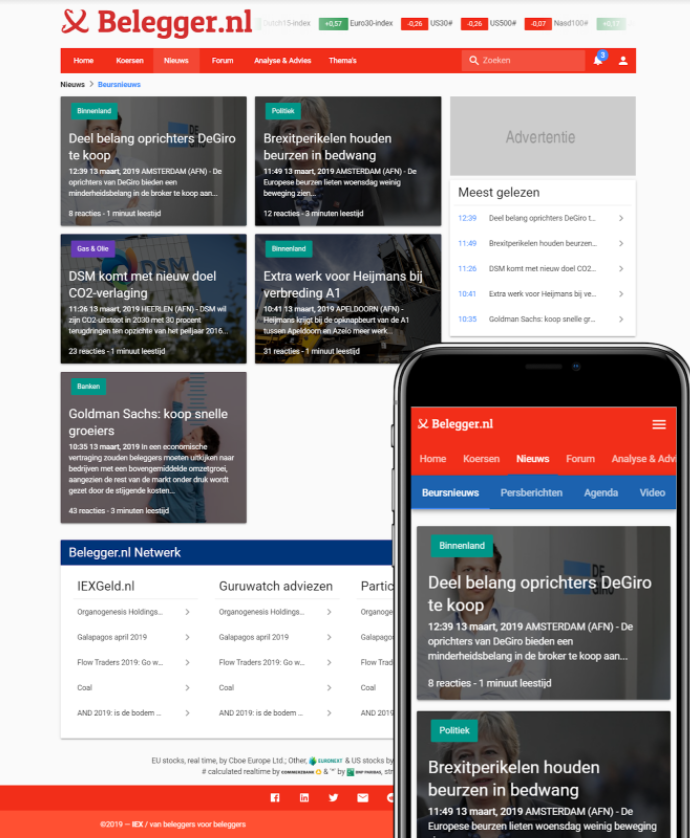 Belegger.nl
Dutch15-index +0,57 Euro30-index -0,26 US30# -0,26 US500# -0,07 Nasd100#
Home Koersen Nieuws Forum Analyse & Advies Thema's Zoeken 3
Nieuws > Beursnieuws
Binnenland
Deel belang oprichters DeGiro
te koop
12:39 13 maart, 2019 AMSTERDAM (AFN) - De
oprichters van DeGiro bieden een
minderheidsbelang in de broker te koop aan...
8 reacties - 1 minuut leestijd
Politiek
Brexitperikelen houden
beurzen in bedwang
11:49 13 maart, 2019 AMSTERDAM (AFN) - De
Europese beurzen lieten woensdag weinig
beweging zien...
12 reacties - 3 minuten leestijd
Advertentie
Meest gelezen
12:39 Deel belang oprichters DeGiro t...
11:49 Brexitperikelen houden beurzen...
11:26 DSM komt met nieuw doel CO2...
10:41 Extra werk voor Heijmans bij ve...
10:35 Goldman Sachs: koop snelle gr...
Gas & Olie
DSM komt met nieuw doel
CO2-verlaging
11:26 13 maart, 2019 HEERLEN (AFN) - DSM wil
zijn CO2-uitstoot in 2030 met 30 procent
terugdringen ten opzichte van het peiljaar 2016...
23 reacties - 1 minuut leestijd
Binnenland
Extra werk voor Heijmans bij
verbreding A1
10:41 13 maart, 2019 APELDOORN (AFN) -
Heijmans krijgt bij de opknapbeurt van de A1
tussen Apeldoorn en Azelo meer werk...
31 reacties - 1 minuut leestijd
Banken
Goldman Sachs: koop snelle
groeiers
10:35 13 maart, 2019 In een economische
vertraging zouden beleggers moeten uitkijken naar
bedrijven met een bovengemiddelde omzetgroei,
aangezien de rest van de markt onder druk wordt
gezet door de stijgende kosten...
43 reacties - 3 minuten leestijd
Belegger.nl Netwerk
IEXGeld.nl
Organogenesis Holdings...
Galapagos april 2019
Flow Traders 2019: Go w...
Coal
AND 2019: is de bodem ...
Guruwatch adviezen
Organogenesis Holdings...
Galapagos april 2019
Flow Traders 2019: Go w...
Coal
AND 2019: is de bodem ...
Partic
Organoge
Galapago
Flow Trad
Coal
AND 2019
EU stocks, real time, by Cboe Europe Ltd.; Other, EURONEXT & US stocks by
# calculated realtime by COMMERZBANK & ™ by BNP PARIBAS, str
©2019 — IEX / van beleggers voor beleggers
Belegger.nl
Home Koersen Nieuws Forum Analyse & Adv
Beursnieuws Persberichten Agenda Video
Binnenland
DE
GIRO
Deel belang oprichters DeGiro
te koop
12:39 13 maart, 2019 AMSTERDAM (AFN) - De
oprichters van DeGiro bieden een
minderheidsbelang in de broker te koop aan...
8 reacties - 1 minuut leestijd
Politiek
Brexitperikelen houden
beurzen in bedwang
11:49 13 maart, 2019 AMSTERDAM (AFN) - De
Europese beurzen lieten woensdag weinig beweging